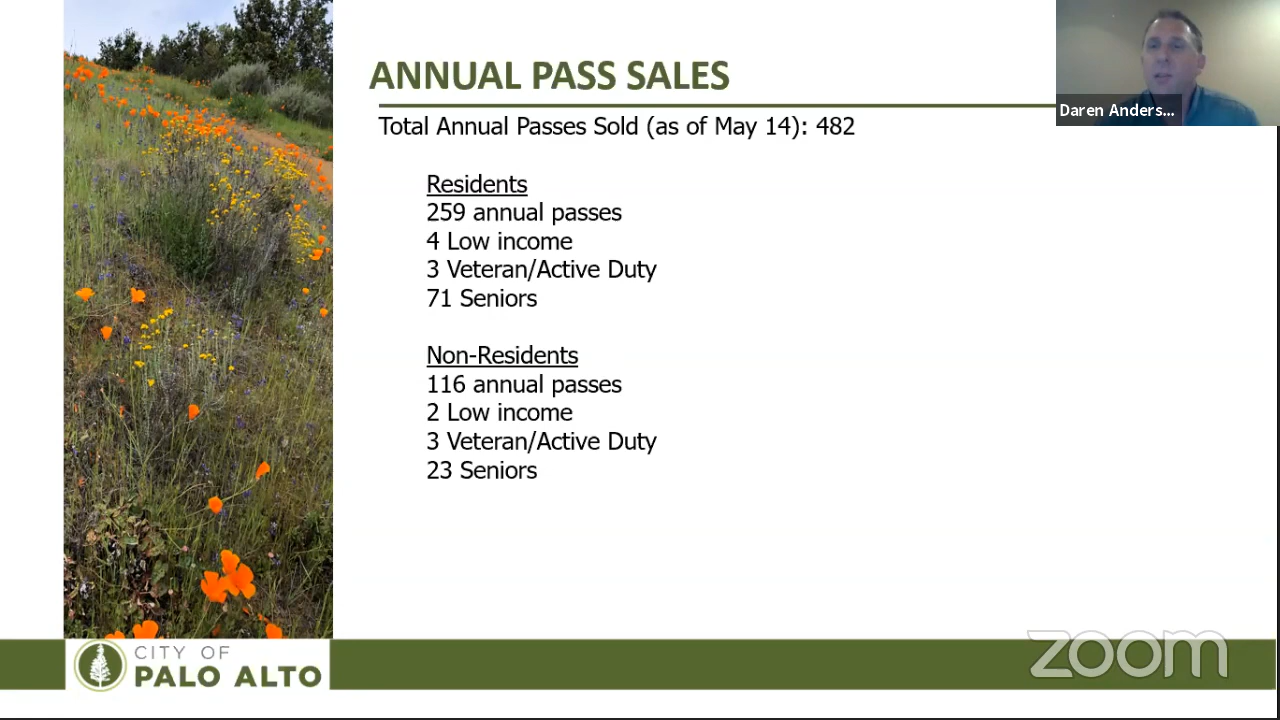 ANNUAL PASS SALES
Daren Anders...
Total Annual Passes Sold (as of May 14): 482
Residents
259 annual passes
4 Low income
3 Veteran/Active Duty
71 Seniors
Non-Residents
116 annual passes
2 Low income
3 Veteran/Active Duty
23 Seniors
CITY OF
PALO ALTO
zoom